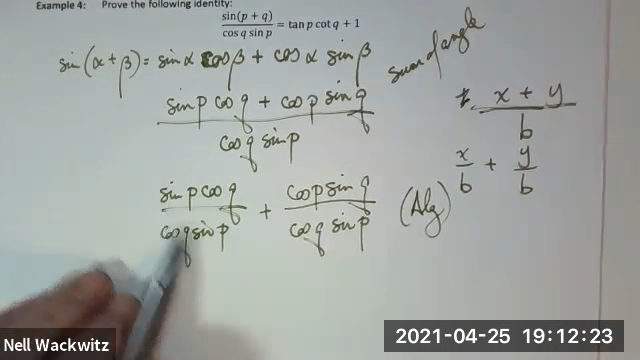 Example 4: Prove the following identity:
sin(p + q) / cos q sin p = tan p cot q + 1
sin(α + β) = sin α cos β + cos α sin β
sum of angle
sin p cos q + cos p sin q / cos q sin p
x + y / b
x/b + y/b
sin p cos q / cos q sin p + cos p sin q / cos q sin p (Alg)
Nell Wackwitz
2021-04-25 19:12:23